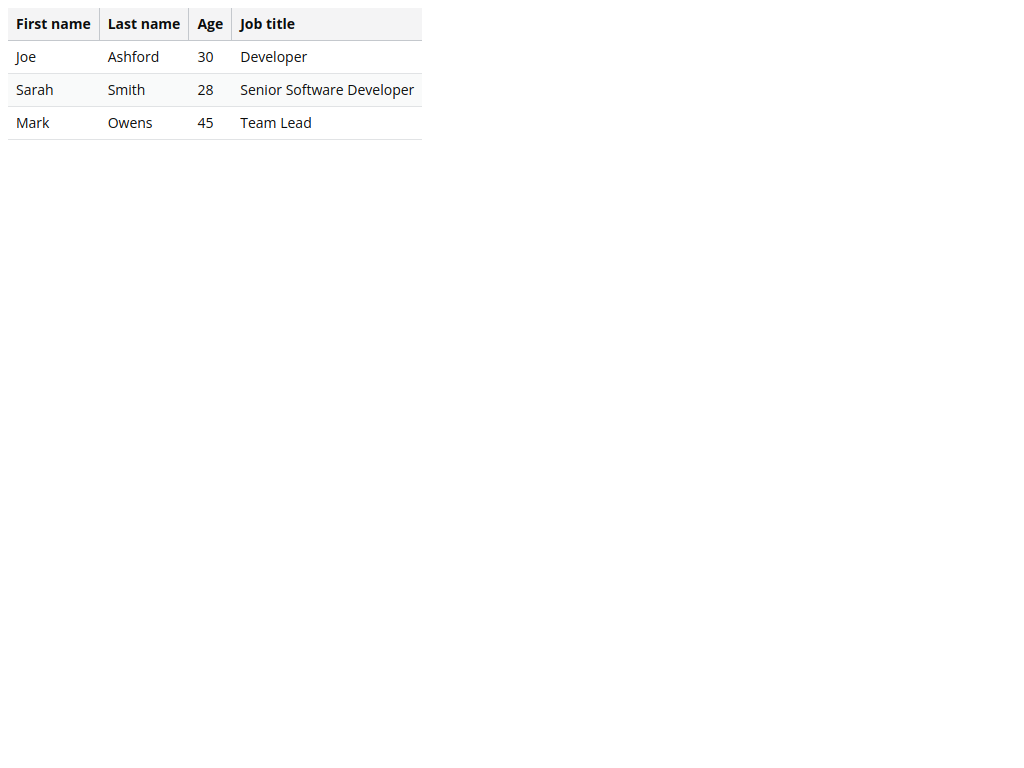 First name Last name Age Job title
Joe Ashford 30 Developer
Sarah Smith 28 Senior Software Developer
Mark Owens 45 Team Lead